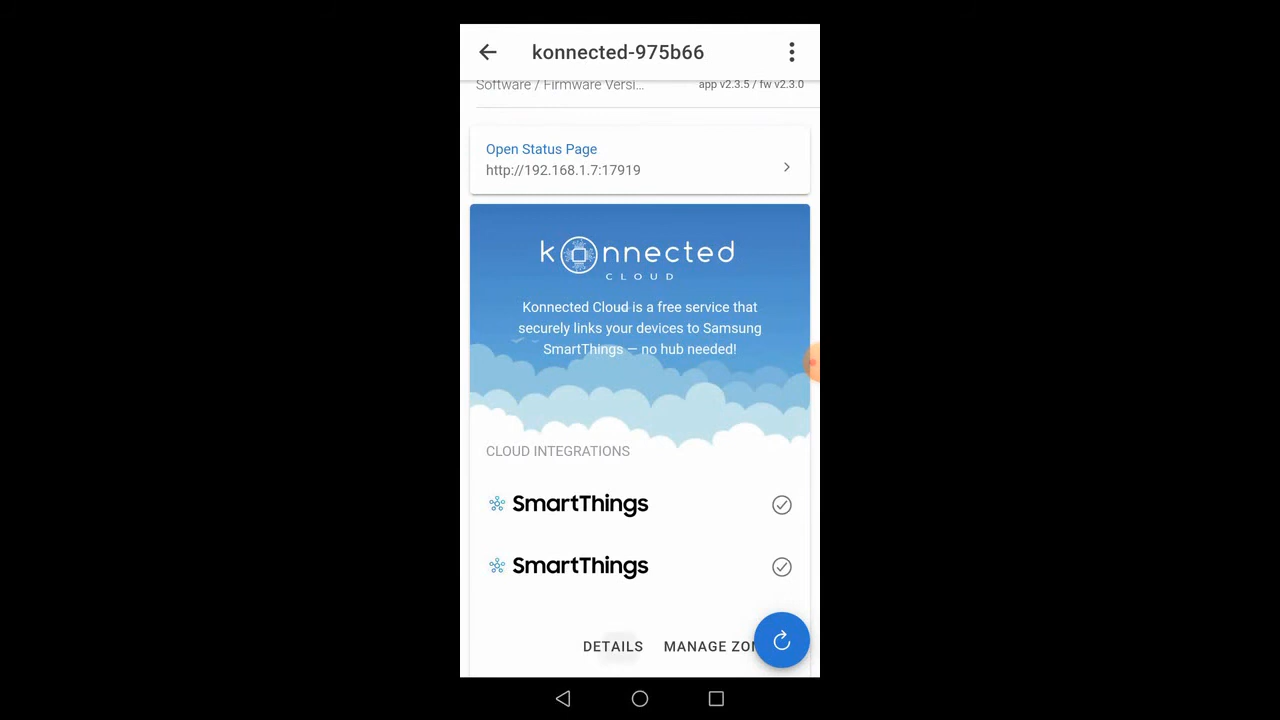 konnected-975b66
Software / Firmware Versi... app v2.3.5 / fw v2.3.0
Open Status Page
http://192.168.1.7:17919
konnected
CLOUD
Konnected Cloud is a free service that
securely links your devices to Samsung
SmartThings — no hub needed!
CLOUD INTEGRATIONS
SmartThings
SmartThings
DETAILS MANAGE